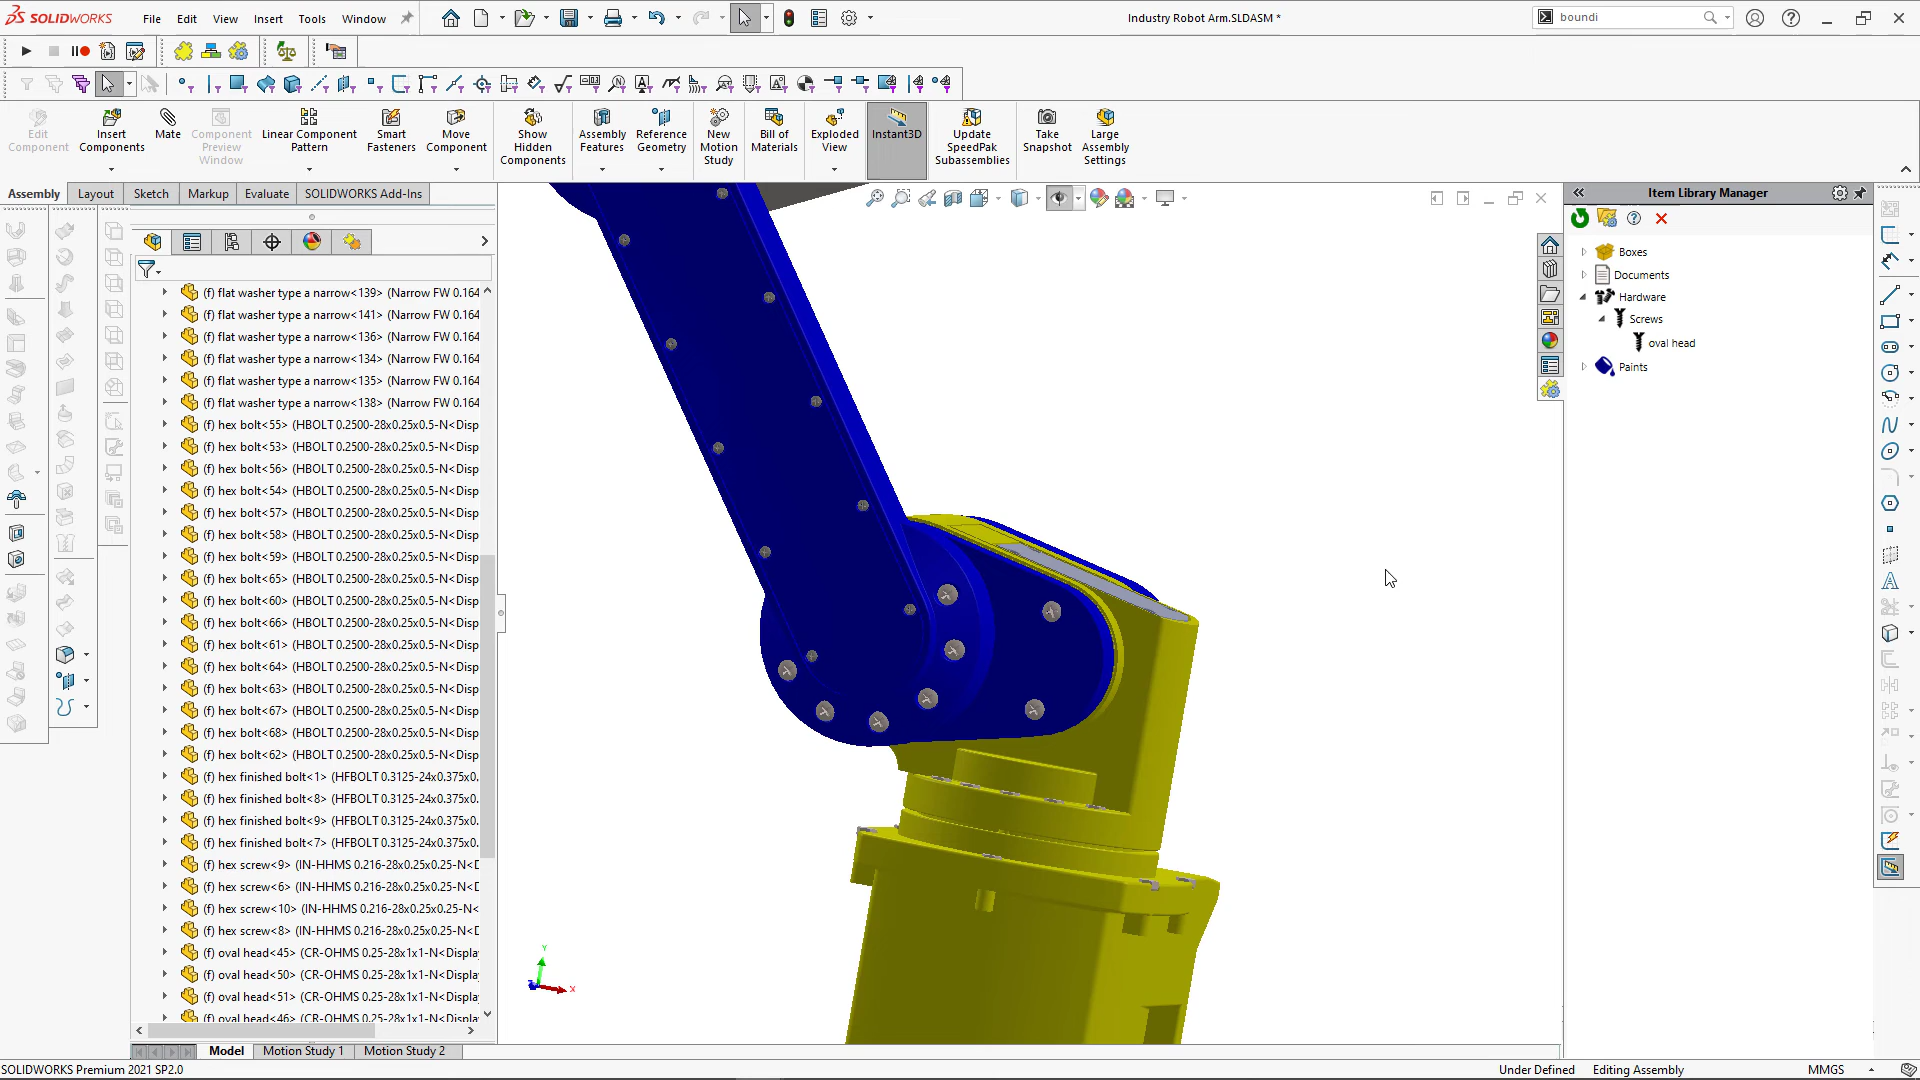 SOLIDWORKS
File Edit View Insert Tools Window
Industry Robot Arm.SLDASM *
boundi
Edit Component
Insert Components
Mate
Component Preview Window
Linear Component Pattern
Smart Fasteners
Move Component
Show Hidden Components
Assembly Features
Reference Geometry
New Motion Study
Bill of Materials
Exploded View
Instant3D
Update SpeedPak Subassemblies
Take Snapshot
Large Assembly Settings
Assembly Layout Sketch Markup Evaluate SOLIDWORKS Add-Ins
Item Library Manager
Boxes
Documents
Hardware
Screws
oval head
Paints
(f) flat washer type a narrow<139> (Narrow FW 0.164
(f) flat washer type a narrow<141> (Narrow FW 0.164
(f) flat washer type a narrow<136> (Narrow FW 0.164
(f) flat washer type a narrow<134> (Narrow FW 0.164
(f) flat washer type a narrow<135> (Narrow FW 0.164
(f) flat washer type a narrow<138> (Narrow FW 0.164
(f) hex bolt<55> (HBOLT 0.2500-28x0.25x0.5-N<Disp
(f) hex bolt<53> (HBOLT 0.2500-28x0.25x0.5-N<Disp
(f) hex bolt<56> (HBOLT 0.2500-28x0.25x0.5-N<Disp
(f) hex bolt<54> (HBOLT 0.2500-28x0.25x0.5-N<Disp
(f) hex bolt<57> (HBOLT 0.2500-28x0.25x0.5-N<Disp
(f) hex bolt<58> (HBOLT 0.2500-28x0.25x0.5-N<Disp
(f) hex bolt<59> (HBOLT 0.2500-28x0.25x0.5-N<Disp
(f) hex bolt<65> (HBOLT 0.2500-28x0.25x0.5-N<Disp
(f) hex bolt<60> (HBOLT 0.2500-28x0.25x0.5-N<Disp
(f) hex bolt<66> (HBOLT 0.2500-28x0.25x0.5-N<Disp
(f) hex bolt<61> (HBOLT 0.2500-28x0.25x0.5-N<Disp
(f) hex bolt<64> (HBOLT 0.2500-28x0.25x0.5-N<Disp
(f) hex bolt<63> (HBOLT 0.2500-28x0.25x0.5-N<Disp
(f) hex bolt<67> (HBOLT 0.2500-28x0.25x0.5-N<Disp
(f) hex bolt<68> (HBOLT 0.2500-28x0.25x0.5-N<Disp
(f) hex bolt<62> (HBOLT 0.2500-28x0.25x0.5-N<Disp
(f) hex finished bolt<1> (HFBOLT 0.3125-24x0.375x0.
(f) hex finished bolt<8> (HFBOLT 0.3125-24x0.375x0.
(f) hex finished bolt<9> (HFBOLT 0.3125-24x0.375x0.
(f) hex finished bolt<7> (HFBOLT 0.3125-24x0.375x0.
(f) hex screw<9> (IN-HHMS 0.216-28x0.25x0.25-N<D
(f) hex screw<6> (IN-HHMS 0.216-28x0.25x0.25-N<D
(f) hex screw<10> (IN-HHMS 0.216-28x0.25x0.25-N<
(f) hex screw<8> (IN-HHMS 0.216-28x0.25x0.25-N<D
(f) oval head<45> (CR-OHMS 0.25-28x1x1-N<Display
(f) oval head<50> (CR-OHMS 0.25-28x1x1-N<Display
(f) oval head<51> (CR-OHMS 0.25-28x1x1-N<Display
(f) oval head<46> (CR-OHMS 0.25-28x1x1-N<Display
Y
X
Model Motion Study 1 Motion Study 2
SOLIDWORKS Premium 2021 SP2.0
Under Defined Editing Assembly MMGS